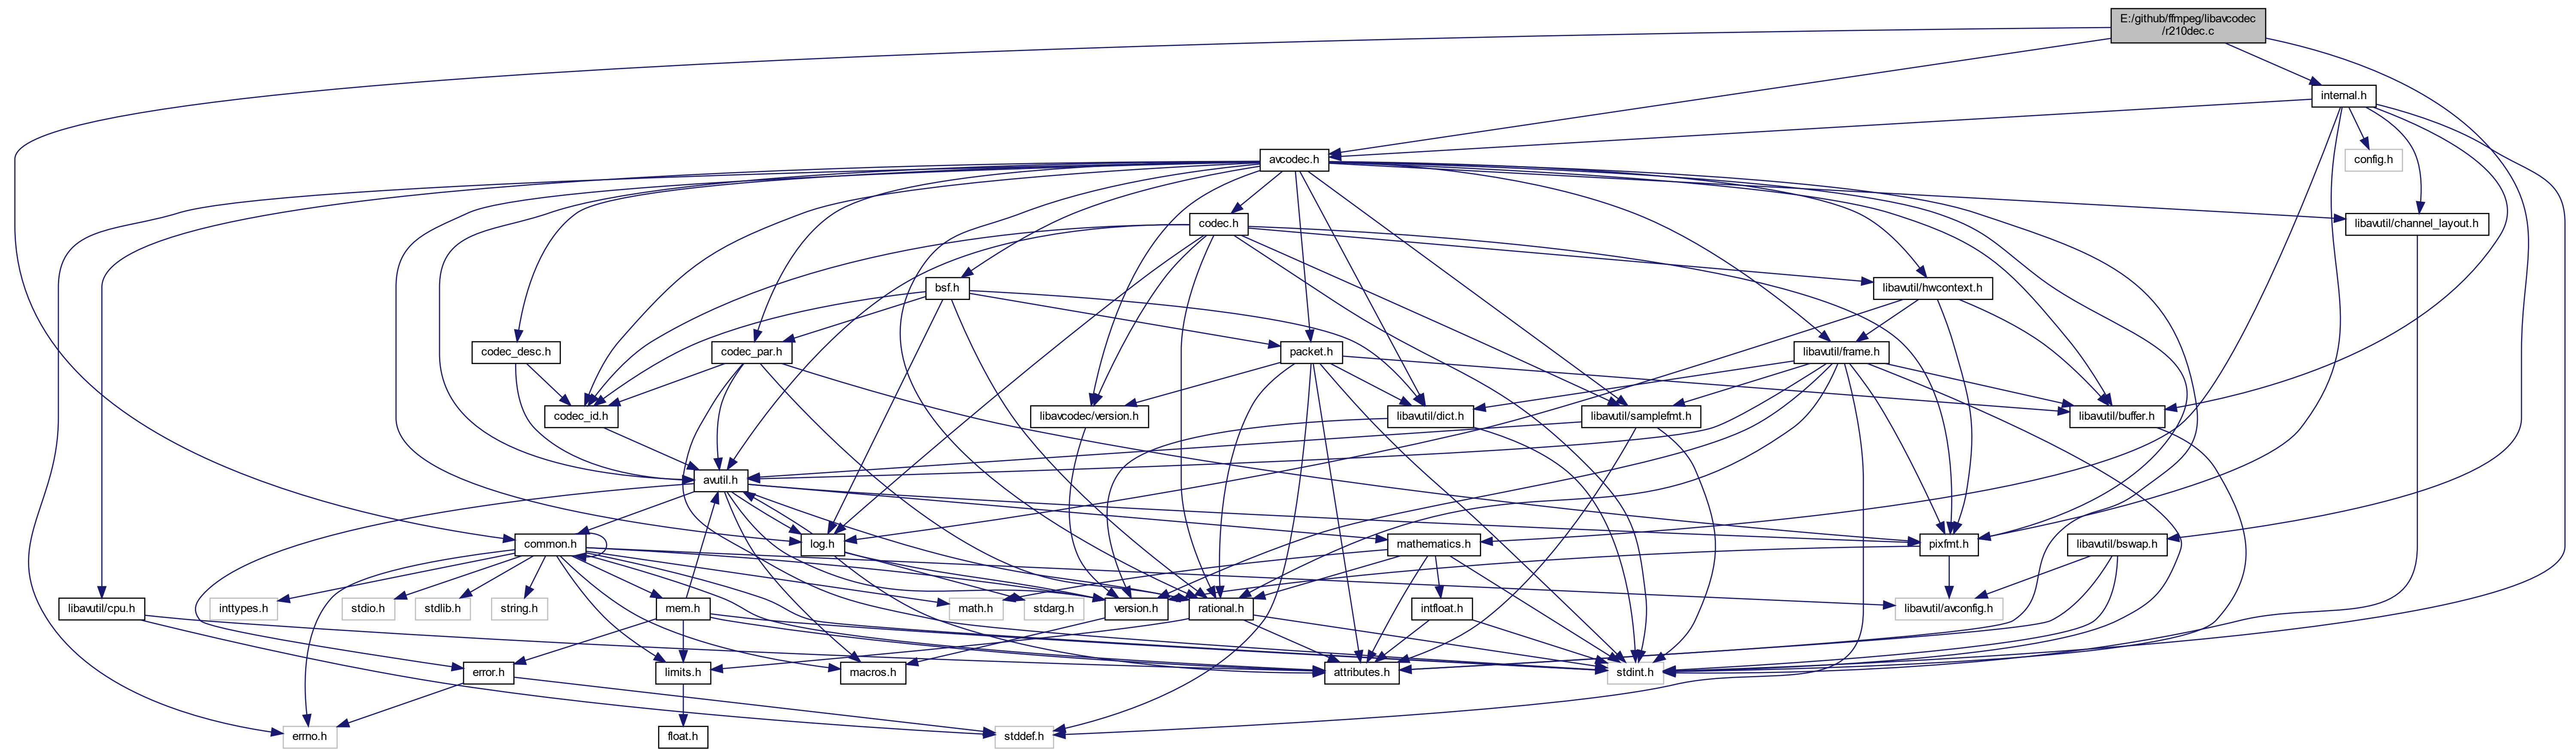 E:/github/ffmpeg/libavcodec
/r210dec.c
internal.h
avcodec.h
config.h
codec.h
libavutil/channel_layout.h
bsf.h
libavutil/hwcontext.h
codec_desc.h
codec_par.h
packet.h
libavutil/frame.h
codec_id.h
libavcodec/version.h
libavutil/dict.h
libavutil/samplefmt.h
libavutil/buffer.h
avutil.h
common.h
log.h
mathematics.h
pixfmt.h
libavutil/bswap.h
libavutil/cpu.h
inttypes.h
stdio.h
stdlib.h
string.h
mem.h
math.h
stdarg.h
version.h
rational.h
intfloat.h
libavutil/avconfig.h
error.h
limits.h
macros.h
attributes.h
stdint.h
errno.h
float.h
stddef.h